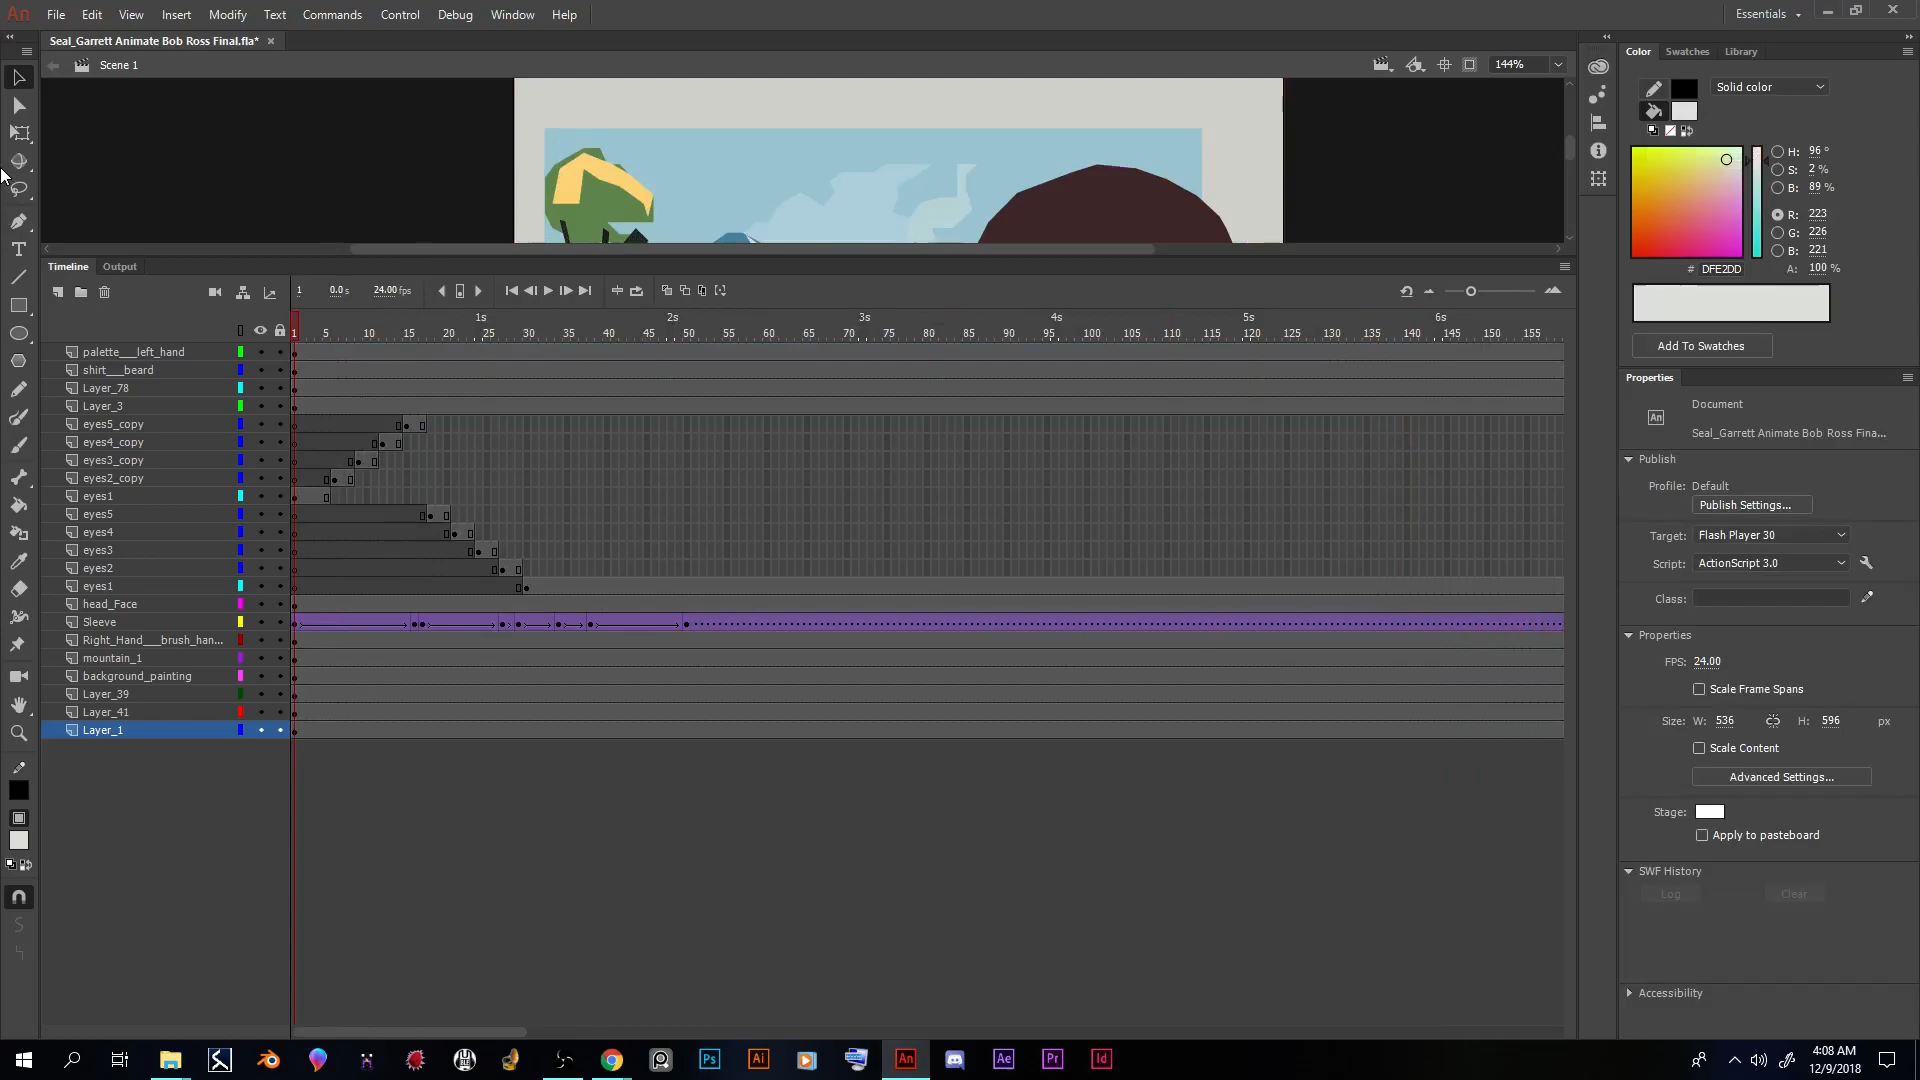 An File Edit View Insert Modify Text Commands Control Debug Window Help Essentials
Seal_Garrett Animate Bob Ross Final.fla*
Scene 1
144%
Color Swatches Library
Solid color
H: 96 °
S: 2 %
B: 89 %
R: 223
G: 226
B: 221
# DFE2DD A: 100 %
Add To Swatches
Timeline Output
1 0.0 s 24.00 fps
1s 2s 3s 4s 5s 6s
1 5 10 15 20 25 30 35 40 45 50 55 60 65 70 75 80 85 90 95 100 105 110 115 120 125 130 135 140 145 150 155
palette___left_hand
shirt___beard
Layer_78
Layer_3
eyes5_copy
eyes4_copy
eyes3_copy
eyes2_copy
eyes1
eyes5
eyes4
eyes3
eyes2
eyes1
head_Face
Sleeve
Right_Hand___brush_han...
mountain_1
background_painting
Layer_39
Layer_41
Layer_1
Properties
An Document
Seal_Garrett Animate Bob Ross Fina...
Publish
Profile: Default
Publish Settings...
Target: Flash Player 30
Script: ActionScript 3.0
Class:
Properties
FPS: 24.00
Scale Frame Spans
Size: W: 536 H: 596 px
Scale Content
Advanced Settings...
Stage:
Apply to pasteboard
SWF History
Log Clear
Accessibility
Ps Ai An Ae Pr Id
4:08 AM
12/9/2018